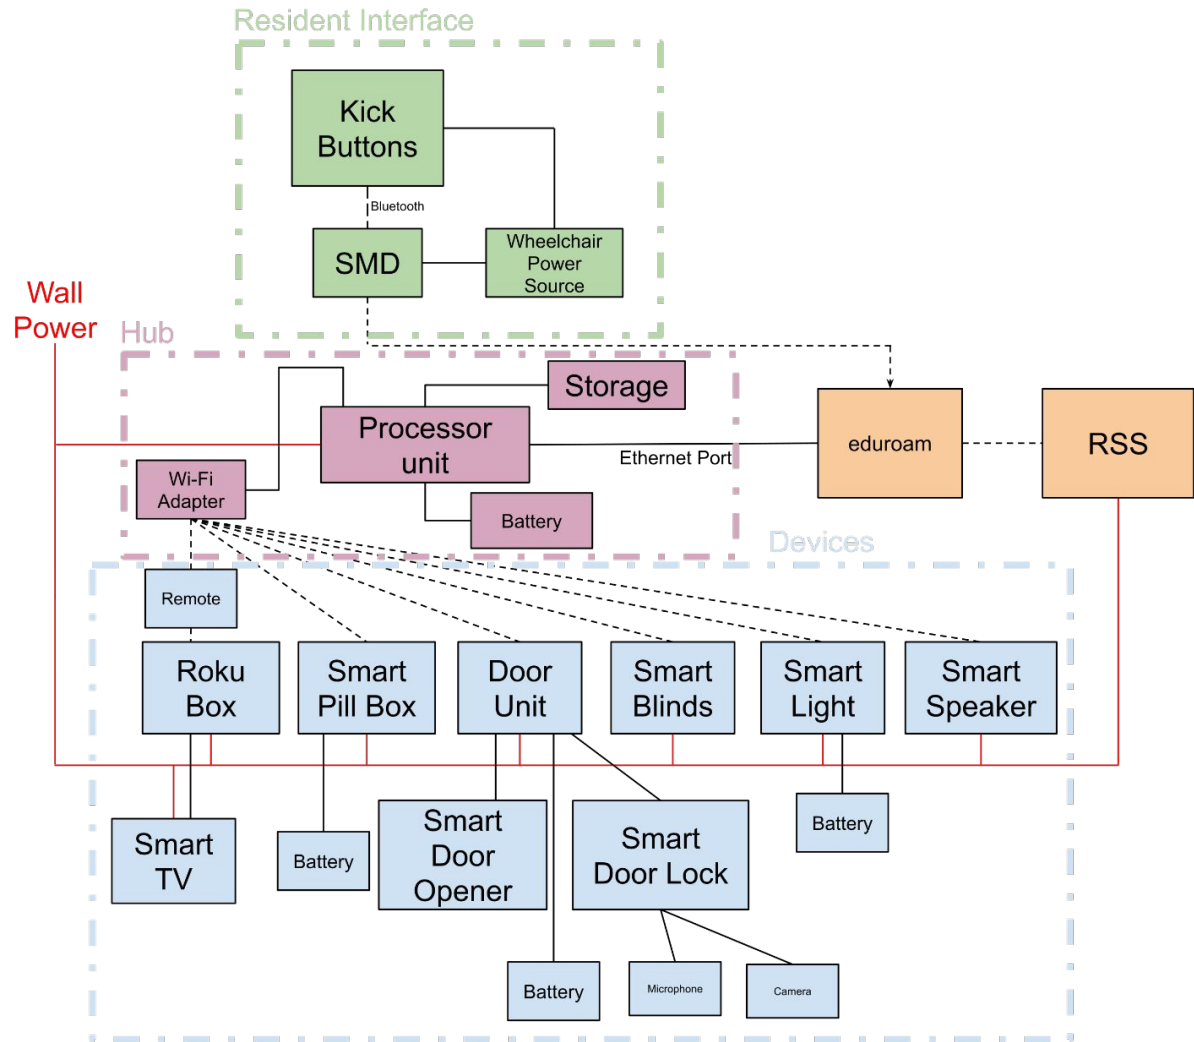 Resident Interface
Kick
Buttons
Bluetooth
SMD
Wheelchair
Power
Source
Wall
Power
Hub
Storage
Processor
unit
Ethernet Port
eduroam
RSS
Wi-Fi
Adapter
Battery
Devices
Remote
Roku
Box
Smart
Pill Box
Door
Unit
Smart
Blinds
Smart
Light
Smart
Speaker
Smart
TV
Battery
Smart
Door
Opener
Smart
Door Lock
Battery
Battery
Microphone
Camera